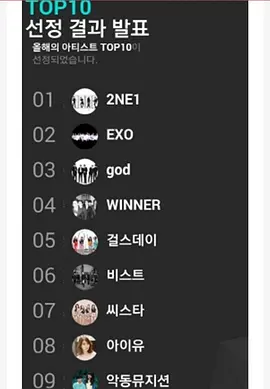 TOP10
선정 결과 발표
올해의 아티스트 TOP10이
선정되었습니다.
01 2NE1
02 EXO
03 god
04 WINNER
05 걸스데이
06 비스트
07 씨스타
08 아이유
09 악동뮤지션